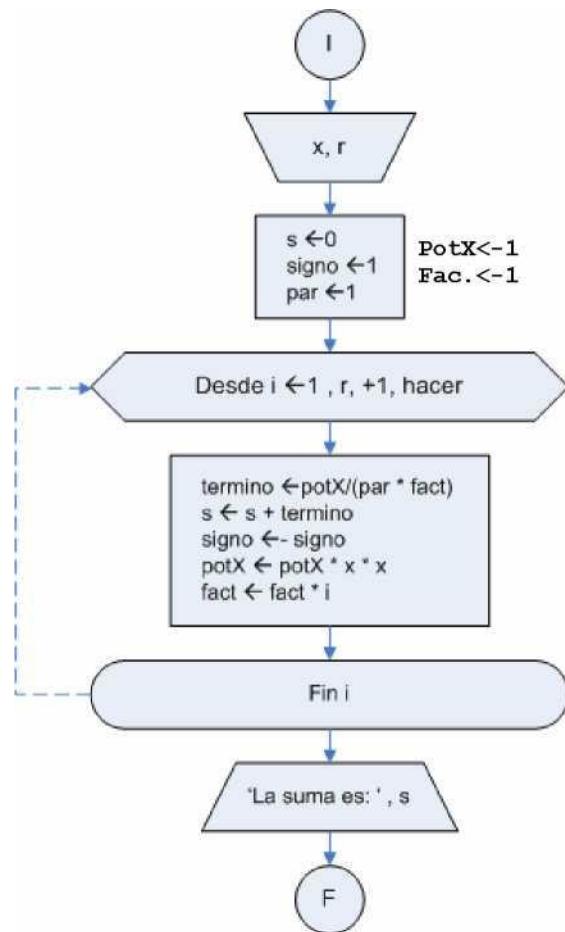 I
x, r
s ←0
signo ←1
par ←1
PotX<-1
Fac.<-1
Desde i ←1 , r, +1, hacer
termino ←potX/(par * fact)
s ← s + termino
signo ←- signo
potX ← potX * x * x
fact ← fact * i
Fin i
'La suma es: ' , s
F